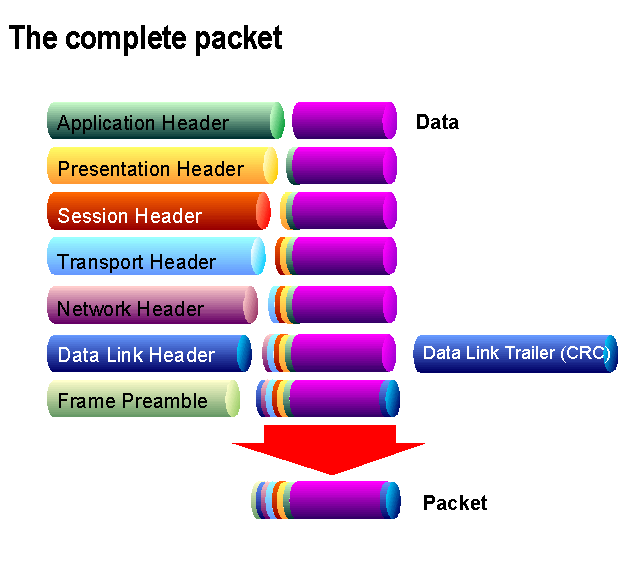 The complete packet
Application Header
Data
Presentation Header
Session Header
Transport Header
Network Header
Data Link Header
Data Link Trailer (CRC)
Frame Preamble
Packet